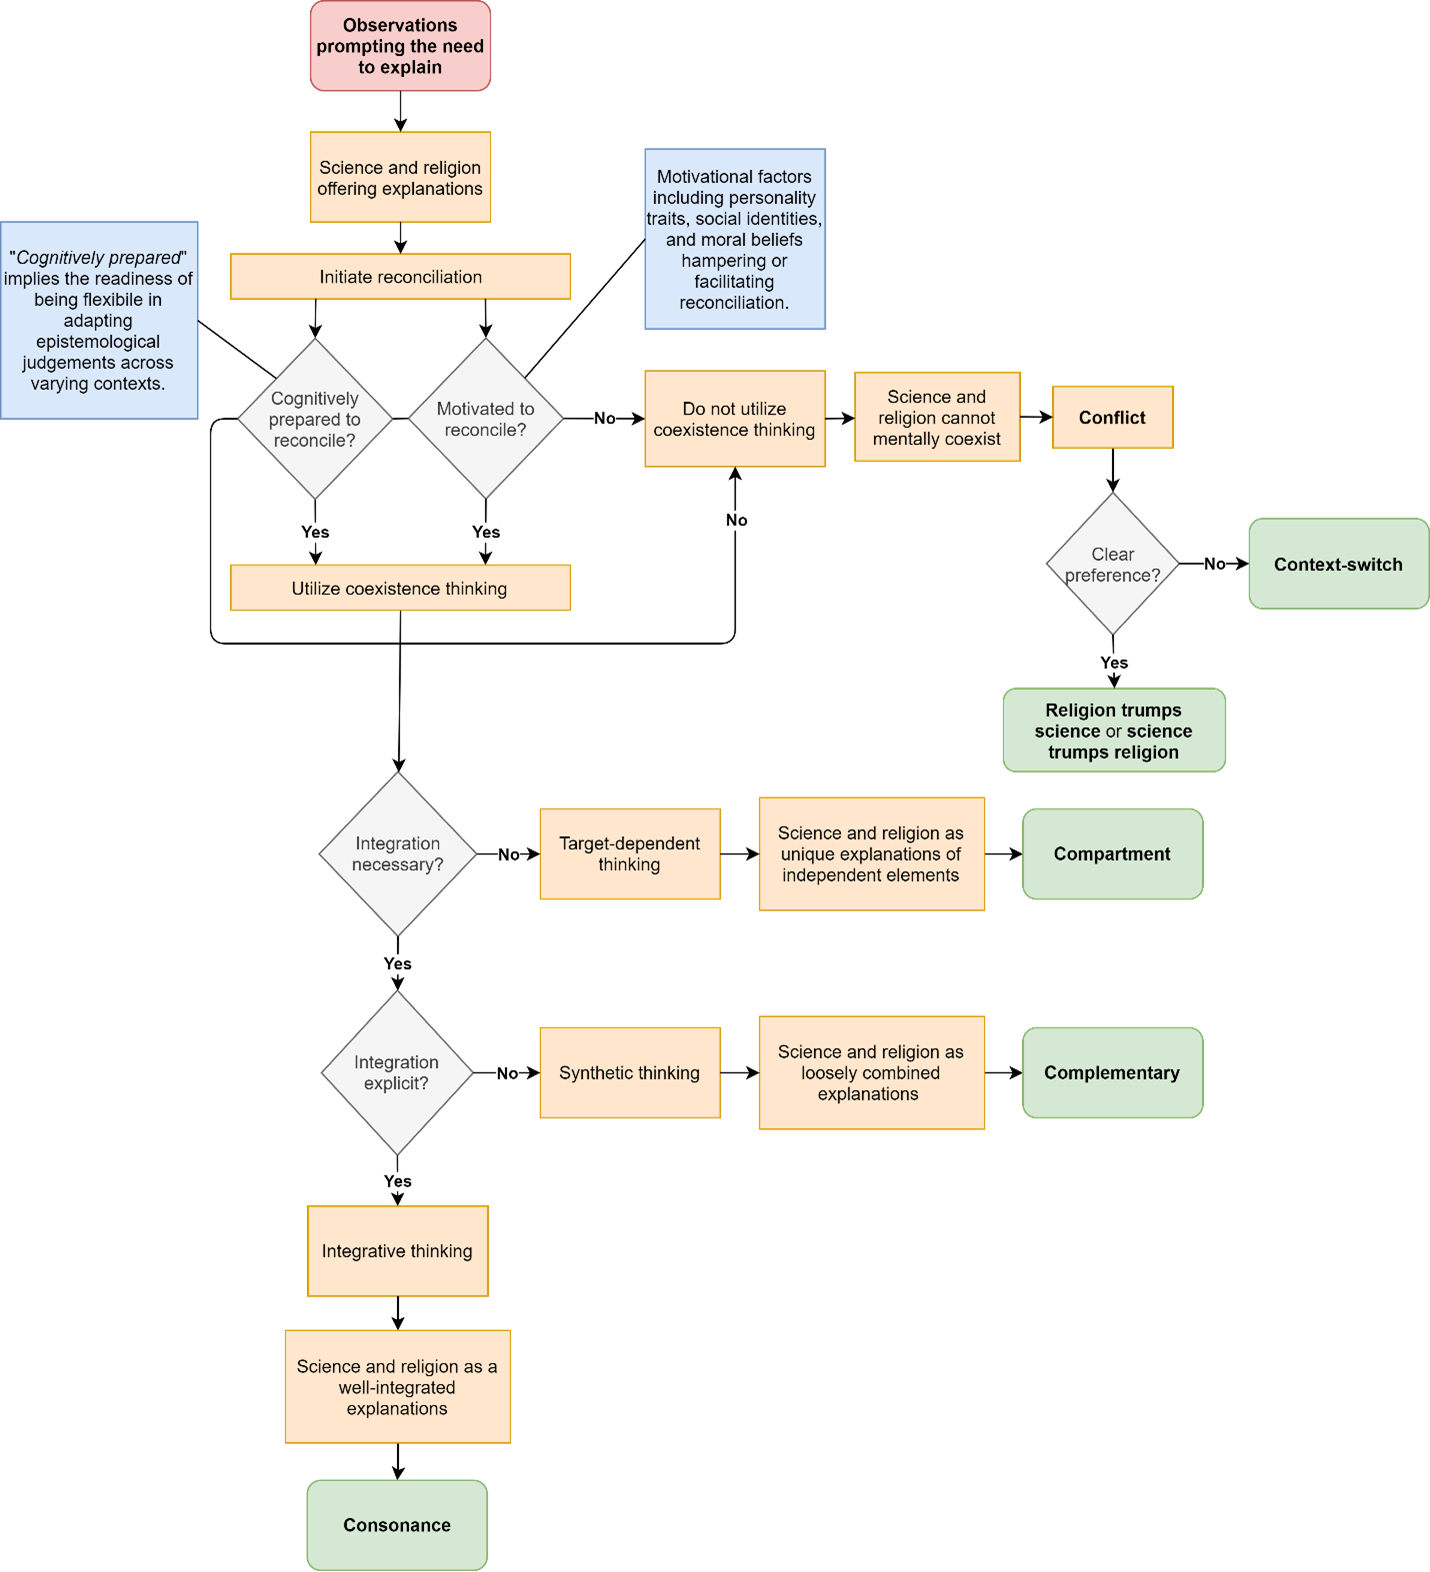 Observations
prompting the need
to explain
Science and religion
offering explanations
Initiate reconciliation
"Cognitively prepared"
implies the readiness of
being flexibile in
adapting
epistemological
judgements across
varying contexts.
Motivational factors
including personality
traits, social identities,
and moral beliefs
hampering or
facilitating
reconciliation.
Cognitively
prepared to
reconcile?
Motivated to
reconcile?
No
Do not utilize
coexistence thinking
Science and
religion cannot
mentally coexist
Conflict
Yes
Yes
No
Utilize coexistence thinking
Clear
preference?
No
Context-switch
Yes
Religion trumps
science or science
trumps religion
Integration
necessary?
No
Target-dependent
thinking
Science and religion as
unique explanations of
independent elements
Compartment
Yes
Integration
explicit?
No
Synthetic thinking
Science and religion as
loosely combined
explanations
Complementary
Yes
Integrative thinking
Science and religion as a
well-integrated
explanations
Consonance